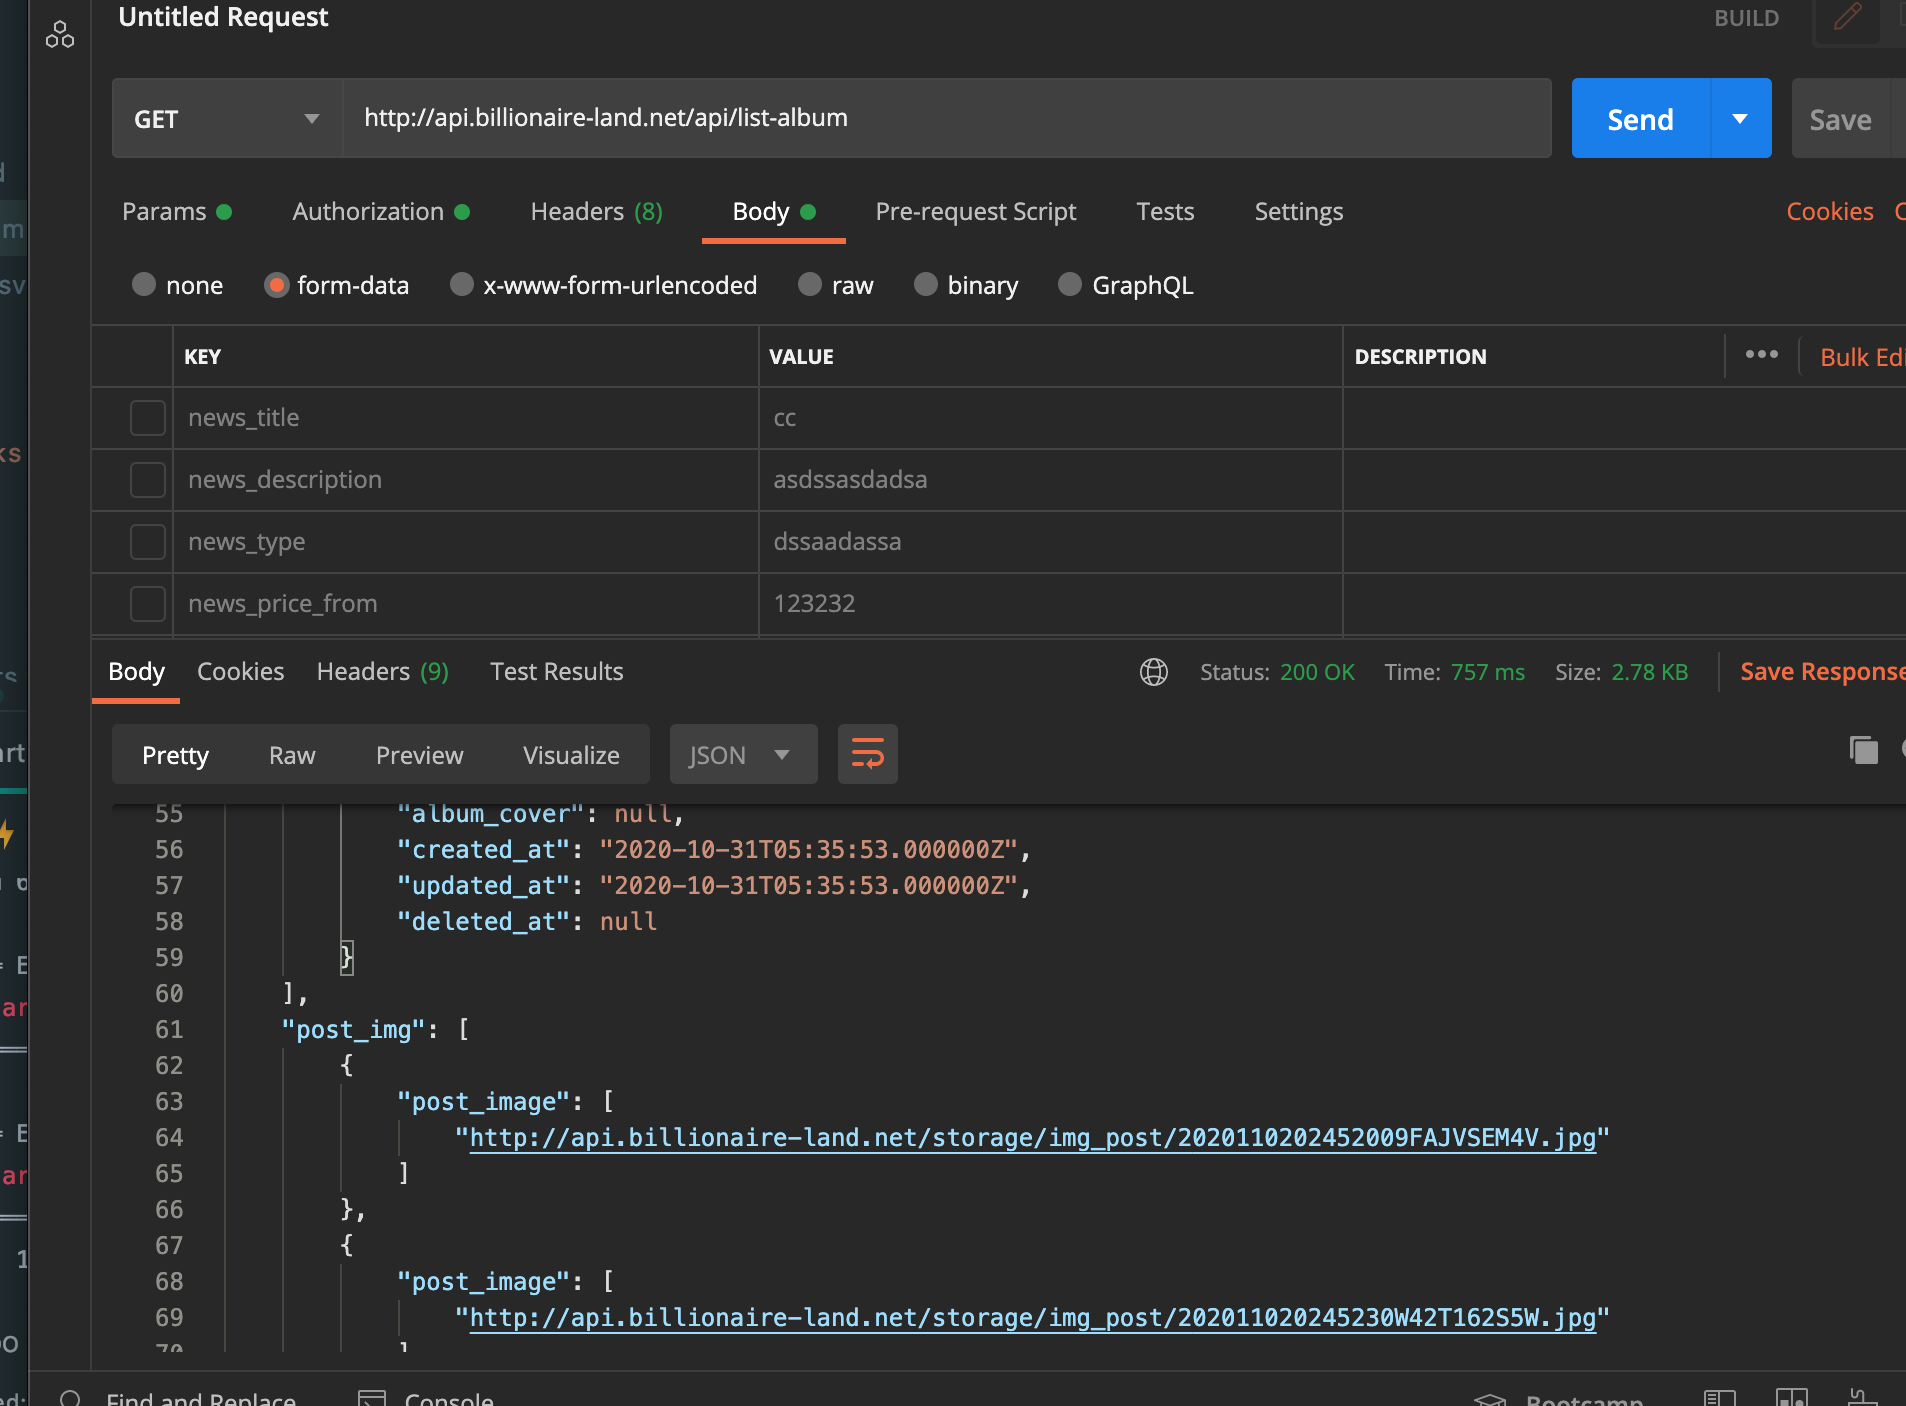 Untitled Request
BUILD
GET
http://api.billionaire-land.net/api/list-album
Send
Save
Params
Authorization
Headers (8)
Body
Pre-request Script
Tests
Settings
Cookies
none
form-data
x-www-form-urlencoded
raw
binary
GraphQL
KEY
VALUE
DESCRIPTION
Bulk Edi
news_title
cc
news_description
asdssasdadsa
news_type
dssaadassa
news_price_from
123232
Body
Cookies
Headers (9)
Test Results
Status: 200 OK
Time: 757 ms
Size: 2.78 KB
Save Response
Pretty
Raw
Preview
Visualize
JSON
55 "album_cover": null,
56 "created_at": "2020-10-31T05:35:53.000000Z",
57 "updated_at": "2020-10-31T05:35:53.000000Z",
58 "deleted_at": null
59 }
60 ],
61 "post_img": [
62 {
63 "post_image": [
64 "http://api.billionaire-land.net/storage/img_post/2020110202452009FAJVSEM4V.jpg"
65 ]
66 },
67 {
68 "post_image": [
69 "http://api.billionaire-land.net/storage/img_post/202011020245230W42T162S5W.jpg"
70 ]
Find and Replace
Console
Bootcamp